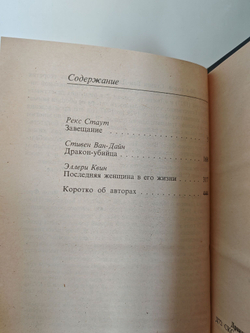 Содержание
Рекс Стаут
Завещание
Стивен Ван-Дайн
Дракон-убийца
Эллери Квин
Последняя женщина в его жизни
Коротко об авторах